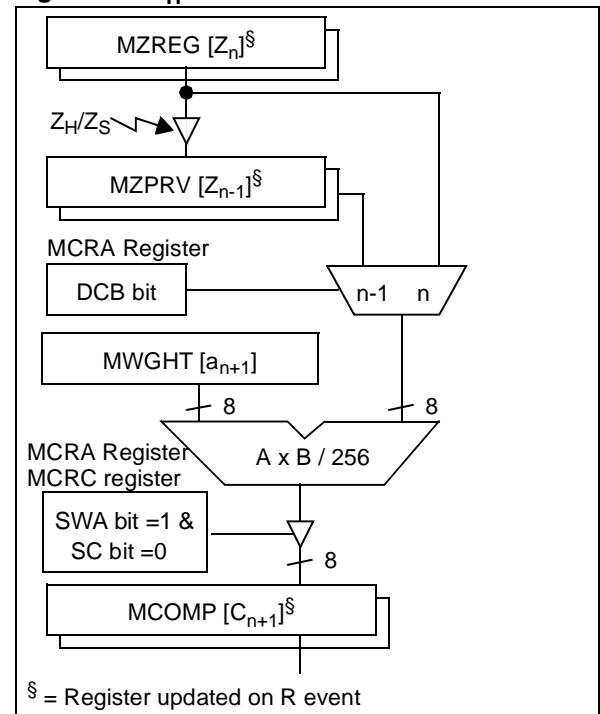 MZREG [Zn]§
ZH/ZS
MZPRV [Zn-1]§
MCRA Register
DCB bit
n-1 n
MWGHT [an+1]
8 8
MCRA Register
MCRC register
A x B / 256
SWA bit =1 &
SC bit =0
8
MCOMP [Cn+1]§
§ = Register updated on R event